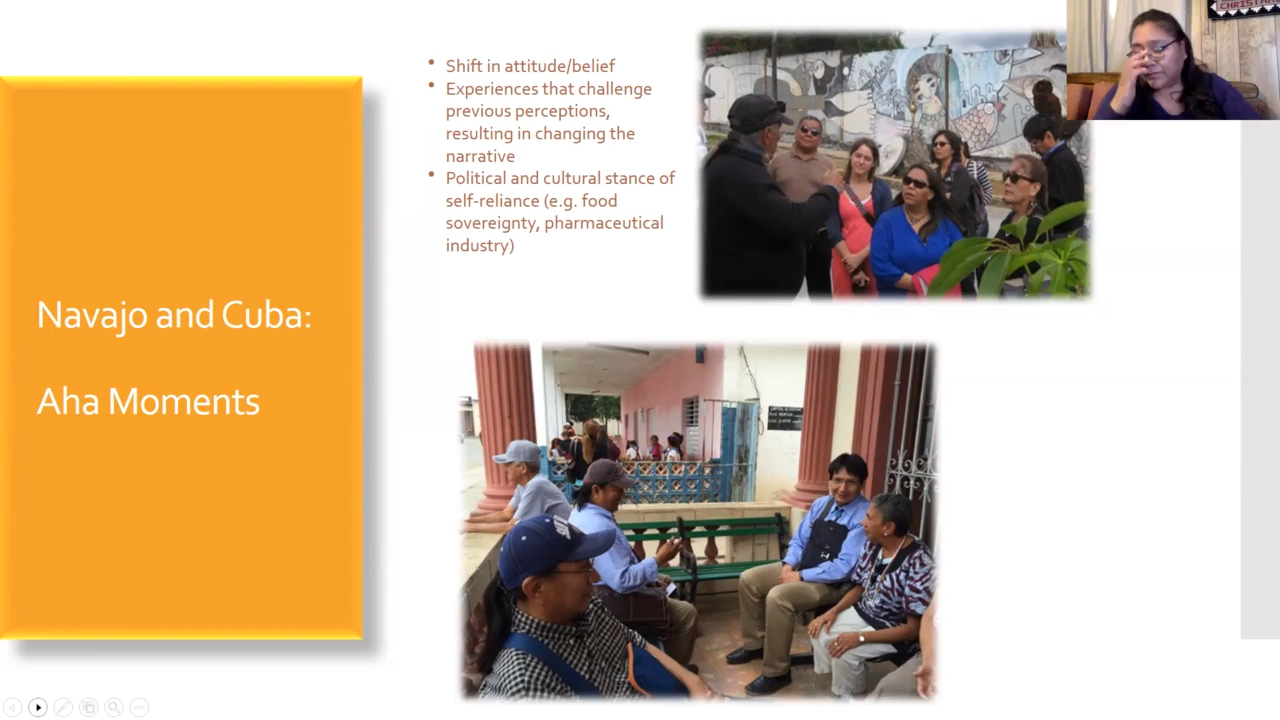 Navajo and Cuba:
Aha Moments
• Shift in attitude/belief
• Experiences that challenge
previous perceptions,
resulting in changing the
narrative
• Political and cultural stance of
self-reliance (e.g. food
sovereignty, pharmaceutical
industry)
CHRISTMAS